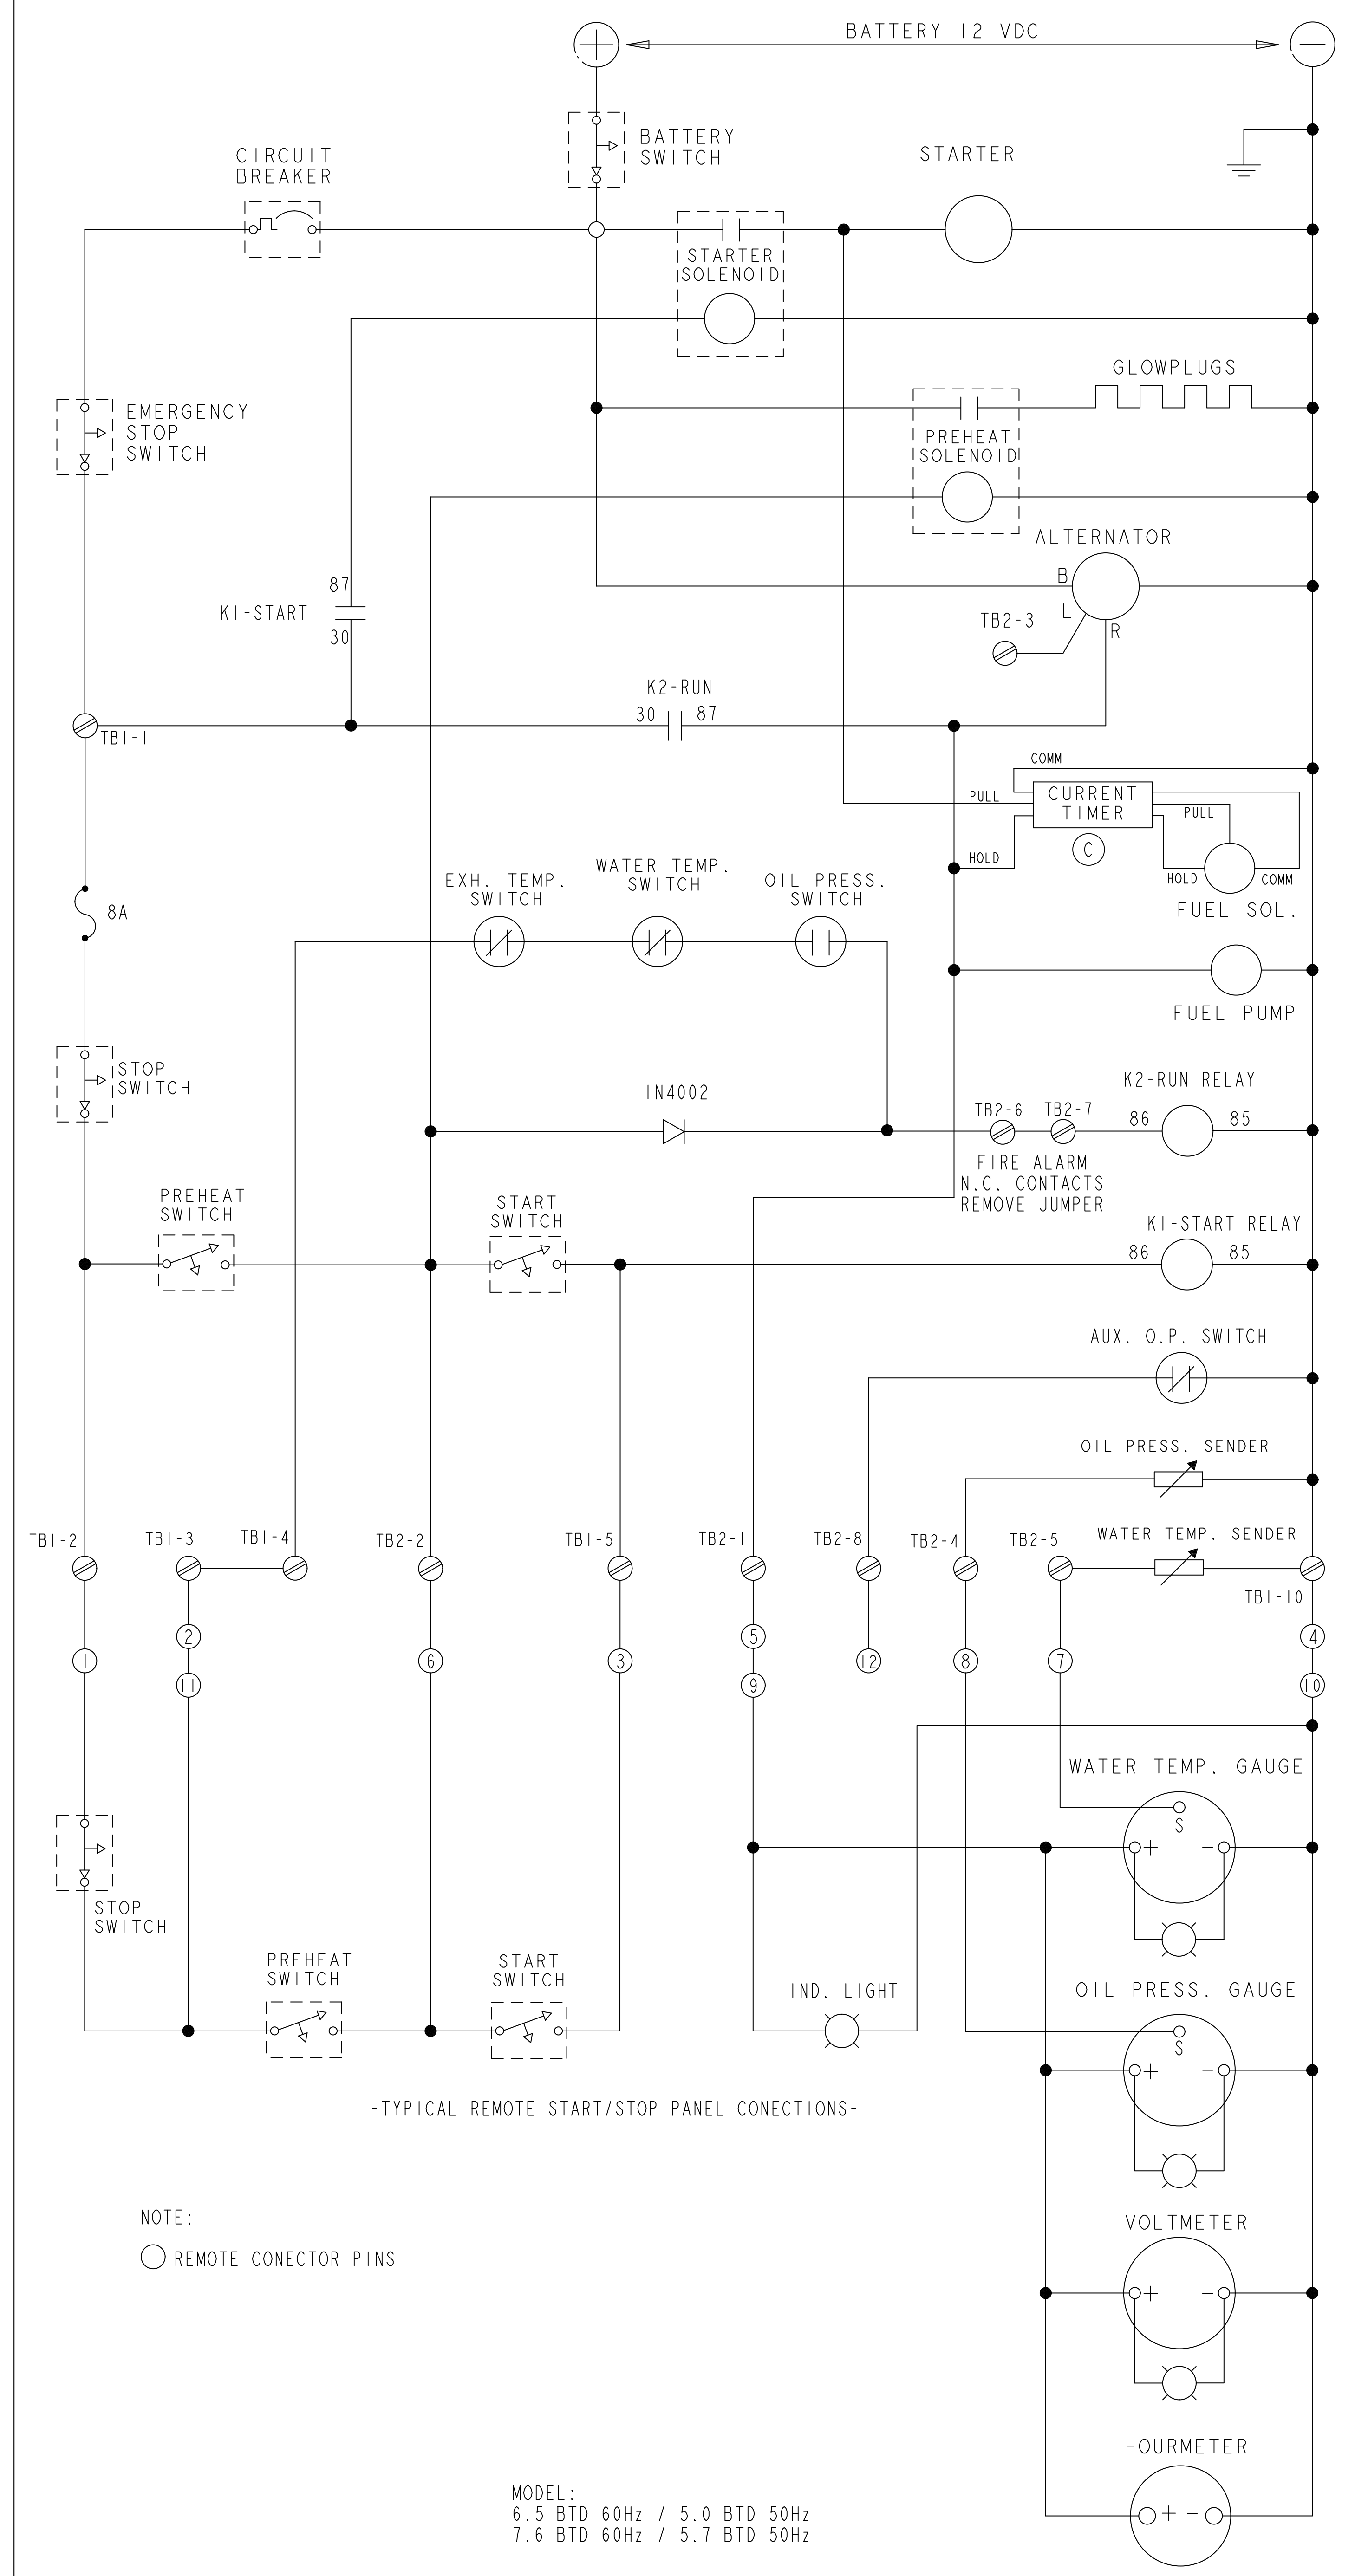 BATTERY 12 VDC
BATTERY
SWITCH
CIRCUIT
BREAKER
STARTER
STARTER
SOLENOID
GLOWPLUGS
EMERGENCY
STOP
SWITCH
PREHEAT
SOLENOID
ALTERNATOR
B
L
R
87
K1-START
30
TB2-3
K2-RUN
30
87
TB1-1
COMM
PULL
CURRENT
TIMER
PULL
C
HOLD
HOLD
COMM
FUEL SOL.
8A
EXH. TEMP.
SWITCH
WATER TEMP.
SWITCH
OIL PRESS.
SWITCH
FUEL PUMP
STOP
SWITCH
IN4002
K2-RUN RELAY
TB2-6
TB2-7
86
85
FIRE ALARM
N.C. CONTACTS
REMOVE JUMPER
PREHEAT
SWITCH
START
SWITCH
K1-START RELAY
86
85
AUX. O.P. SWITCH
OIL PRESS. SENDER
WATER TEMP. SENDER
TB1-2
TB1-3
TB1-4
TB2-2
TB1-5
TB2-1
TB2-8
TB2-4
TB2-5
TB1-10
2
5
4
1
6
3
12
8
7
11
9
10
WATER TEMP. GAUGE
S
+ -
STOP
SWITCH
PREHEAT
SWITCH
START
SWITCH
IND. LIGHT
OIL PRESS. GAUGE
S
+ -
-TYPICAL REMOTE START/STOP PANEL CONECTIONS-
NOTE:
REMOTE CONECTOR PINS
VOLTMETER
+ -
HOURMETER
+ -
MODEL:
6.5 BTD 60Hz / 5.0 BTD 50Hz
7.6 BTD 60Hz / 5.7 BTD 50Hz